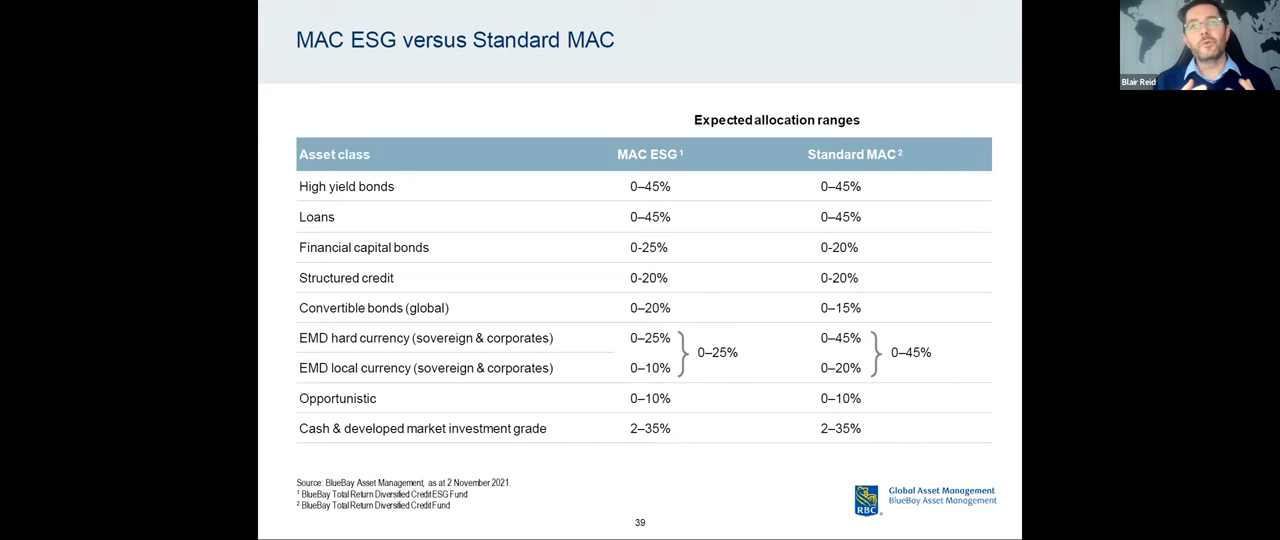 MAC ESG versus Standard MAC
Blair Reid
Expected allocation ranges
Asset class MAC ESG 1 Standard MAC 2
High yield bonds 0–45% 0–45%
Loans 0–45% 0–45%
Financial capital bonds 0-25% 0-20%
Structured credit 0-20% 0-20%
Convertible bonds (global) 0–20% 0–15%
EMD hard currency (sovereign & corporates) 0–25% 0–45%
0–25% 0–45%
EMD local currency (sovereign & corporates) 0–10% 0–20%
Opportunistic 0–10% 0–10%
Cash & developed market investment grade 2–35% 2–35%
Source: BlueBay Asset Management, as at 2 November 2021.
1 BlueBay Total Return Diversified Credit ESG Fund
2 BlueBay Total Return Diversified Credit Fund
RBC
®
Global Asset Management
BlueBay Asset Management
39